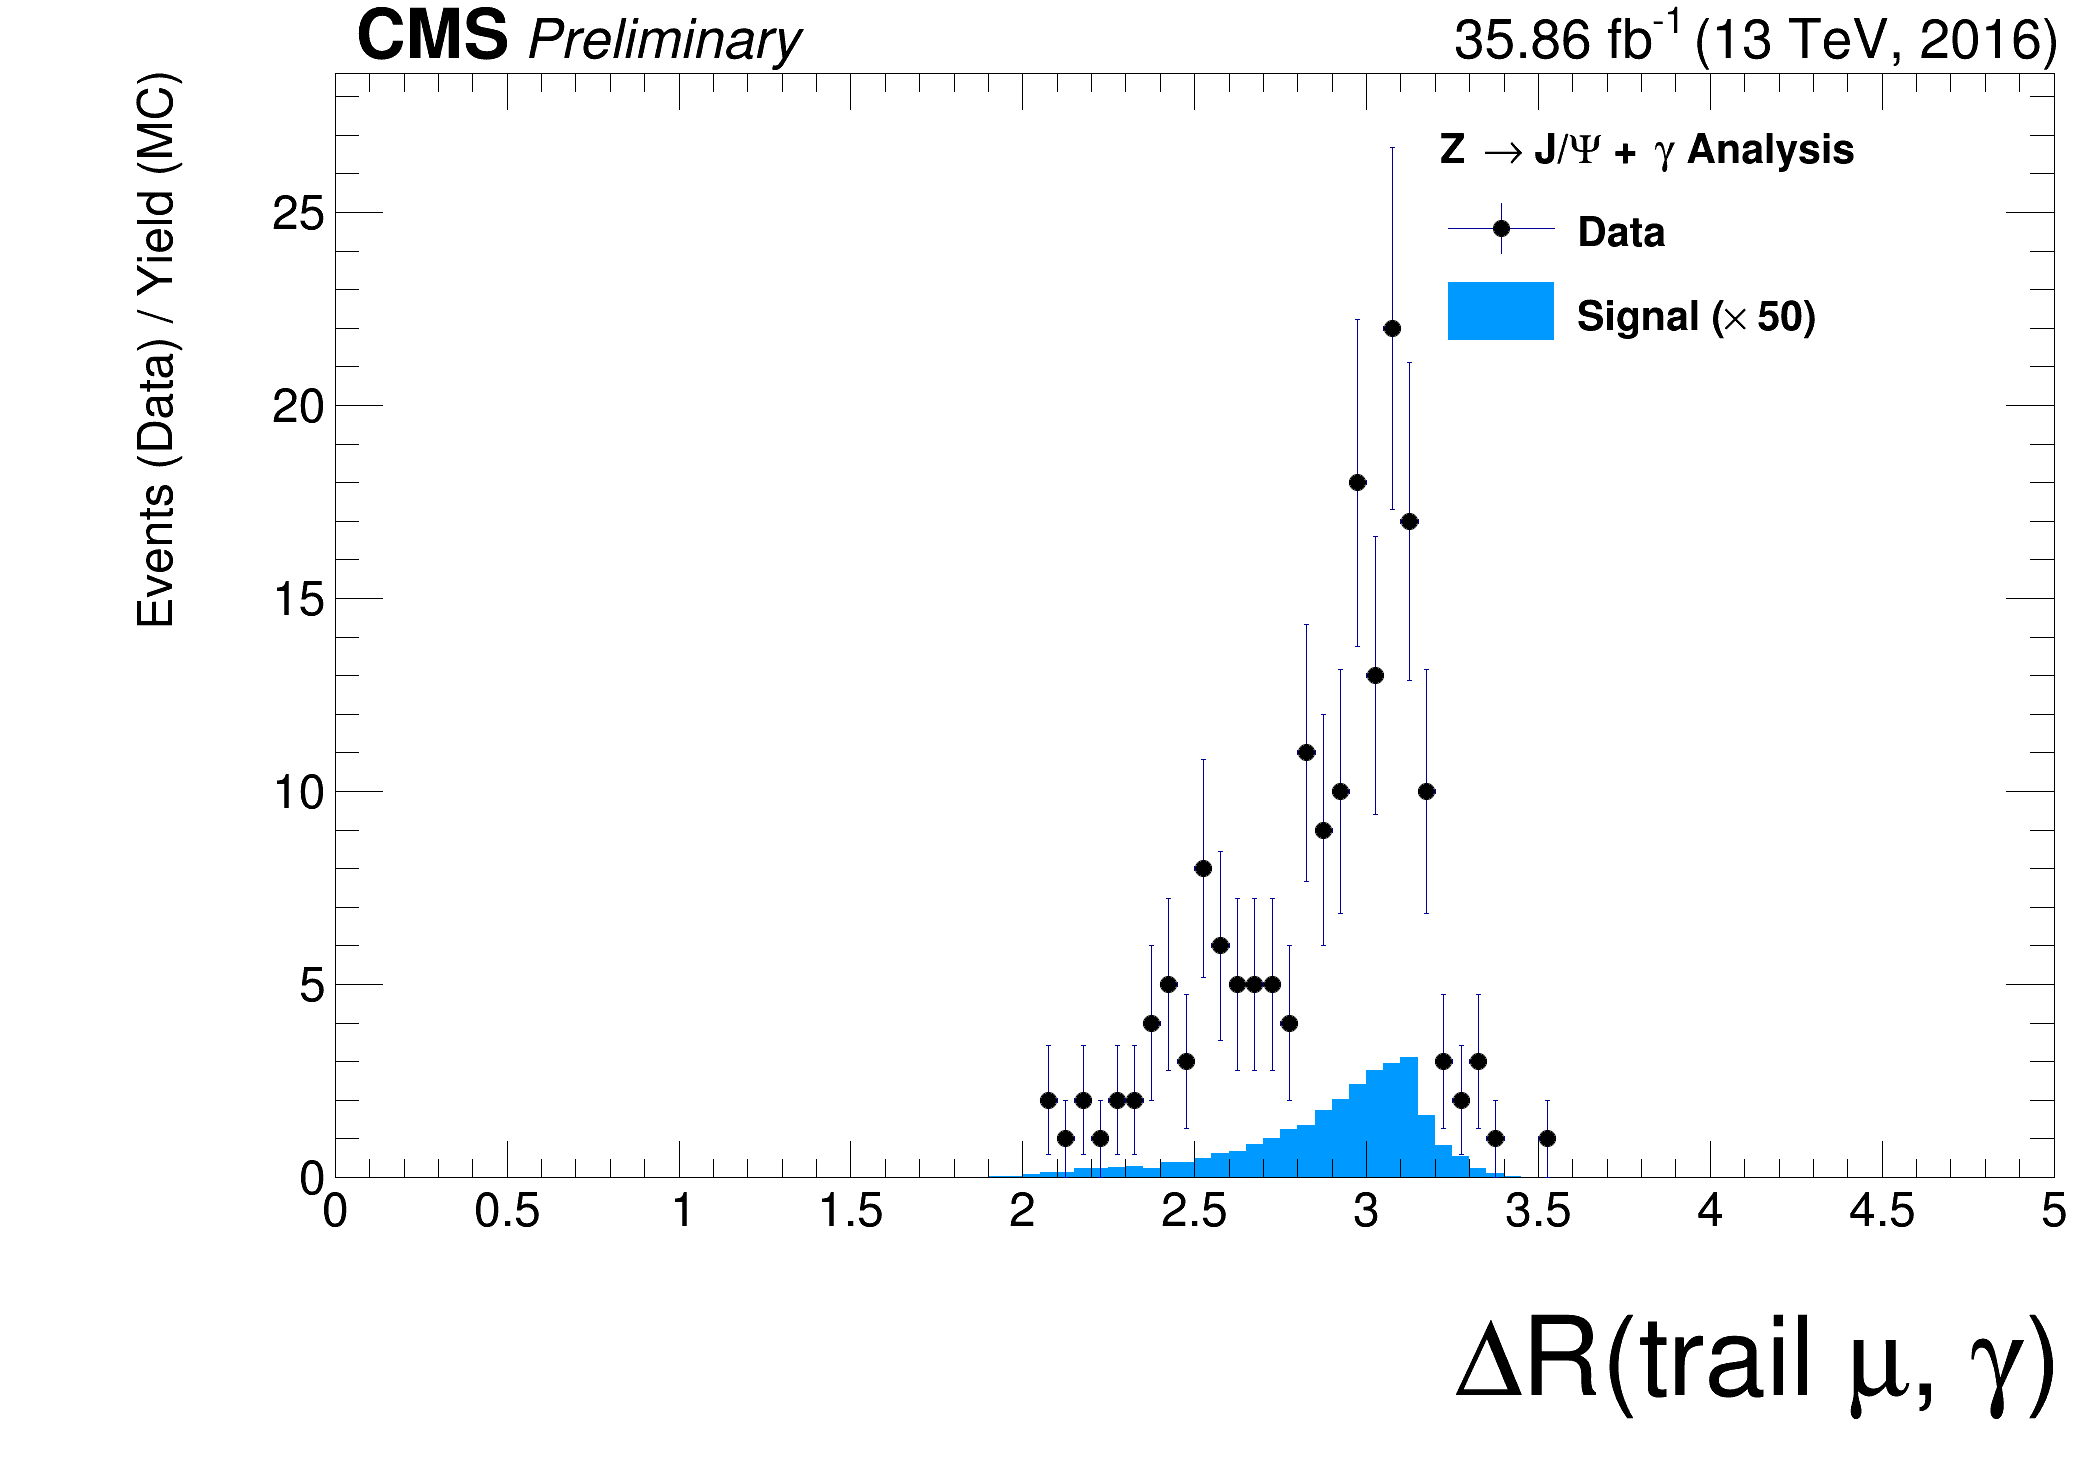 CMS Preliminary 35.86 fb⁻¹ (13 TeV, 2016)
Events (Data) / Yield (MC)
Z → J/Ψ + γ Analysis
Data
Signal (× 50)
25
20
15
10
5
0
0 0.5 1 1.5 2 2.5 3 3.5 4 4.5 5
ΔR(trail μ, γ)